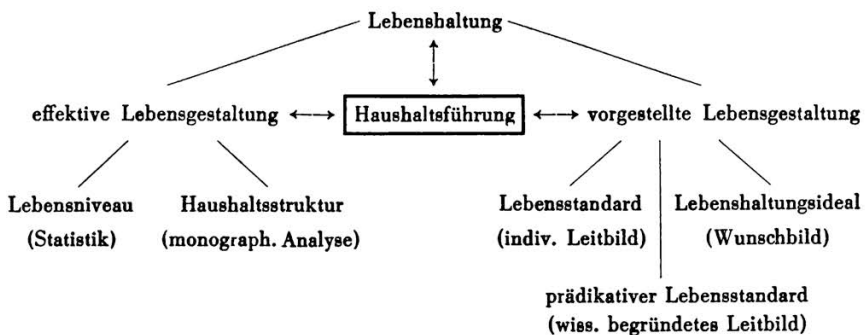 Lebenshaltung
effektive Lebensgestaltung
Haushaltsführung
vorgestellte Lebensgestaltung
Lebensniveau
(Statistik)
Haushaltsstruktur
(monograph. Analyse)
Lebensstandard
(indiv. Leitbild)
Lebenshaltungsideal
(Wunschbild)
prädikativer Lebensstandard
(wiss. begründetes Leitbild)